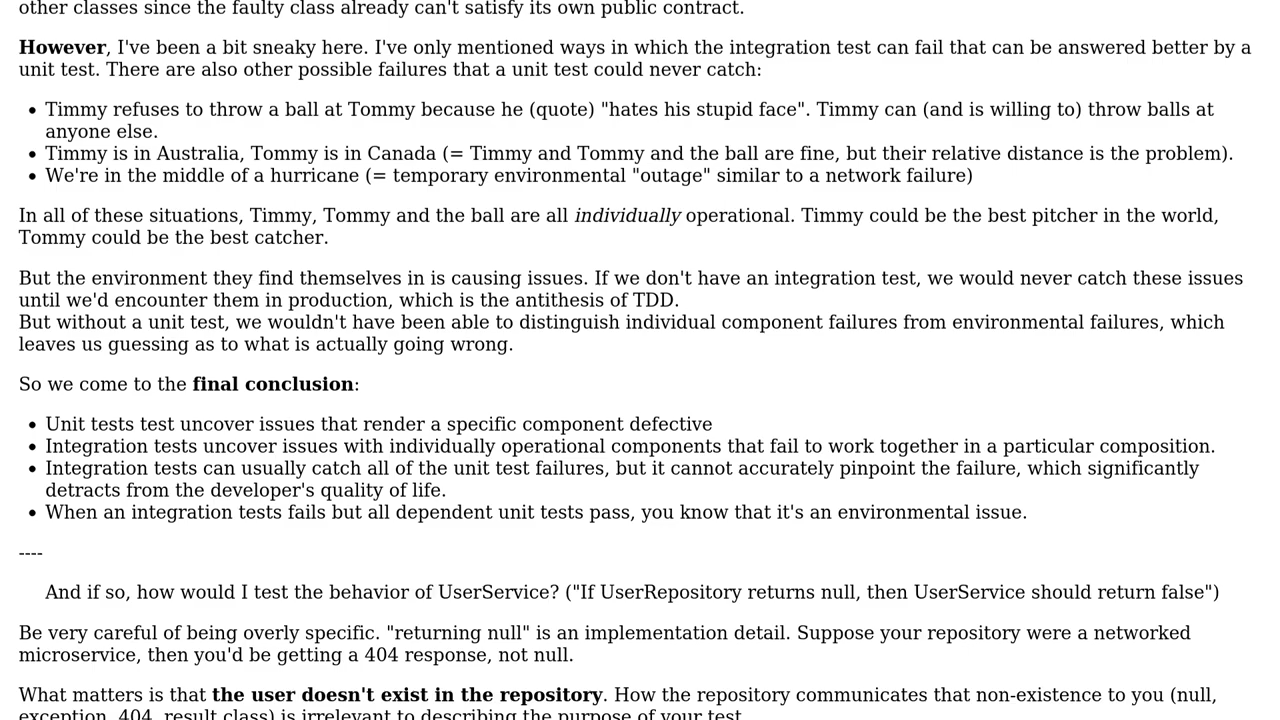 other classes since the faulty class already can't satisfy its own public contract.
However, I've been a bit sneaky here. I've only mentioned ways in which the integration test can fail that can be answered better by a
unit test. There are also other possible failures that a unit test could never catch:
• Timmy refuses to throw a ball at Tommy because he (quote) "hates his stupid face". Timmy can (and is willing to) throw balls at
anyone else.
• Timmy is in Australia, Tommy is in Canada (= Timmy and Tommy and the ball are fine, but their relative distance is the problem).
• We're in the middle of a hurricane (= temporary environmental "outage" similar to a network failure)
In all of these situations, Timmy, Tommy and the ball are all individually operational. Timmy could be the best pitcher in the world,
Tommy could be the best catcher.
But the environment they find themselves in is causing issues. If we don't have an integration test, we would never catch these issues
until we'd encounter them in production, which is the antithesis of TDD.
But without a unit test, we wouldn't have been able to distinguish individual component failures from environmental failures, which
leaves us guessing as to what is actually going wrong.
So we come to the final conclusion:
• Unit tests test uncover issues that render a specific component defective
• Integration tests uncover issues with individually operational components that fail to work together in a particular composition.
• Integration tests can usually catch all of the unit test failures, but it cannot accurately pinpoint the failure, which significantly
detracts from the developer's quality of life.
• When an integration tests fails but all dependent unit tests pass, you know that it's an environmental issue.
----
And if so, how would I test the behavior of UserService? ("If UserRepository returns null, then UserService should return false")
Be very careful of being overly specific. "returning null" is an implementation detail. Suppose your repository were a networked
microservice, then you'd be getting a 404 response, not null.
What matters is that the user doesn't exist in the repository. How the repository communicates that non-existence to you (null,
exception, 404, result class) is irrelevant to describing the purpose of your test.